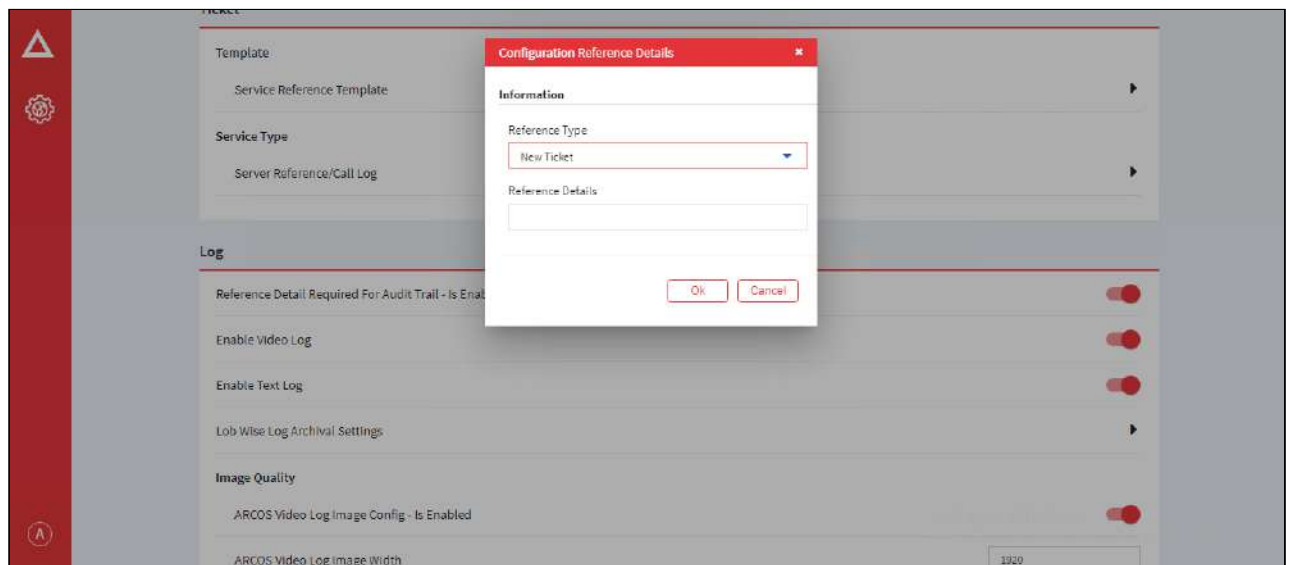 Ticket
Template
Service Reference Template
Service Type
Server Reference/Call Log
Configuration Reference Details
Information
Reference Type
New Ticket
Reference Details
Ok Cancel
Log
Reference Detail Required For Audit Trail - Is Enab
Enable Video Log
Enable Text Log
Lob Wise Log Archival Settings
Image Quality
ARCOS Video Log Image Config - Is Enabled
ARCOS Video Log Image Width 1920
A